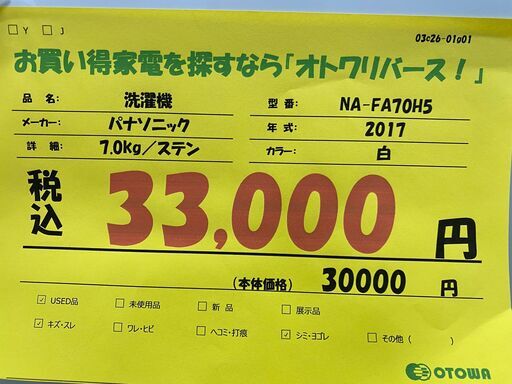 □Y □J 03c26-01g01
お買い得家電を探すなら「オトワリバース！」
品 名: 洗濯機 型 番: NA-FA70H5
メーカー: パナソニック 年 式: 2017
詳 細: 7.0kg／ステン カラー: 白
税込 33,000 円
(本体価格) 30000 円
☑ USED品 □ 未使用品 □ 新 品 □ 展示品
☑ キズ・スレ □ ワレ・ヒビ □ ヘコミ・打痕 ☑ シミ・ヨゴレ □ その他 ( )
OTOWA